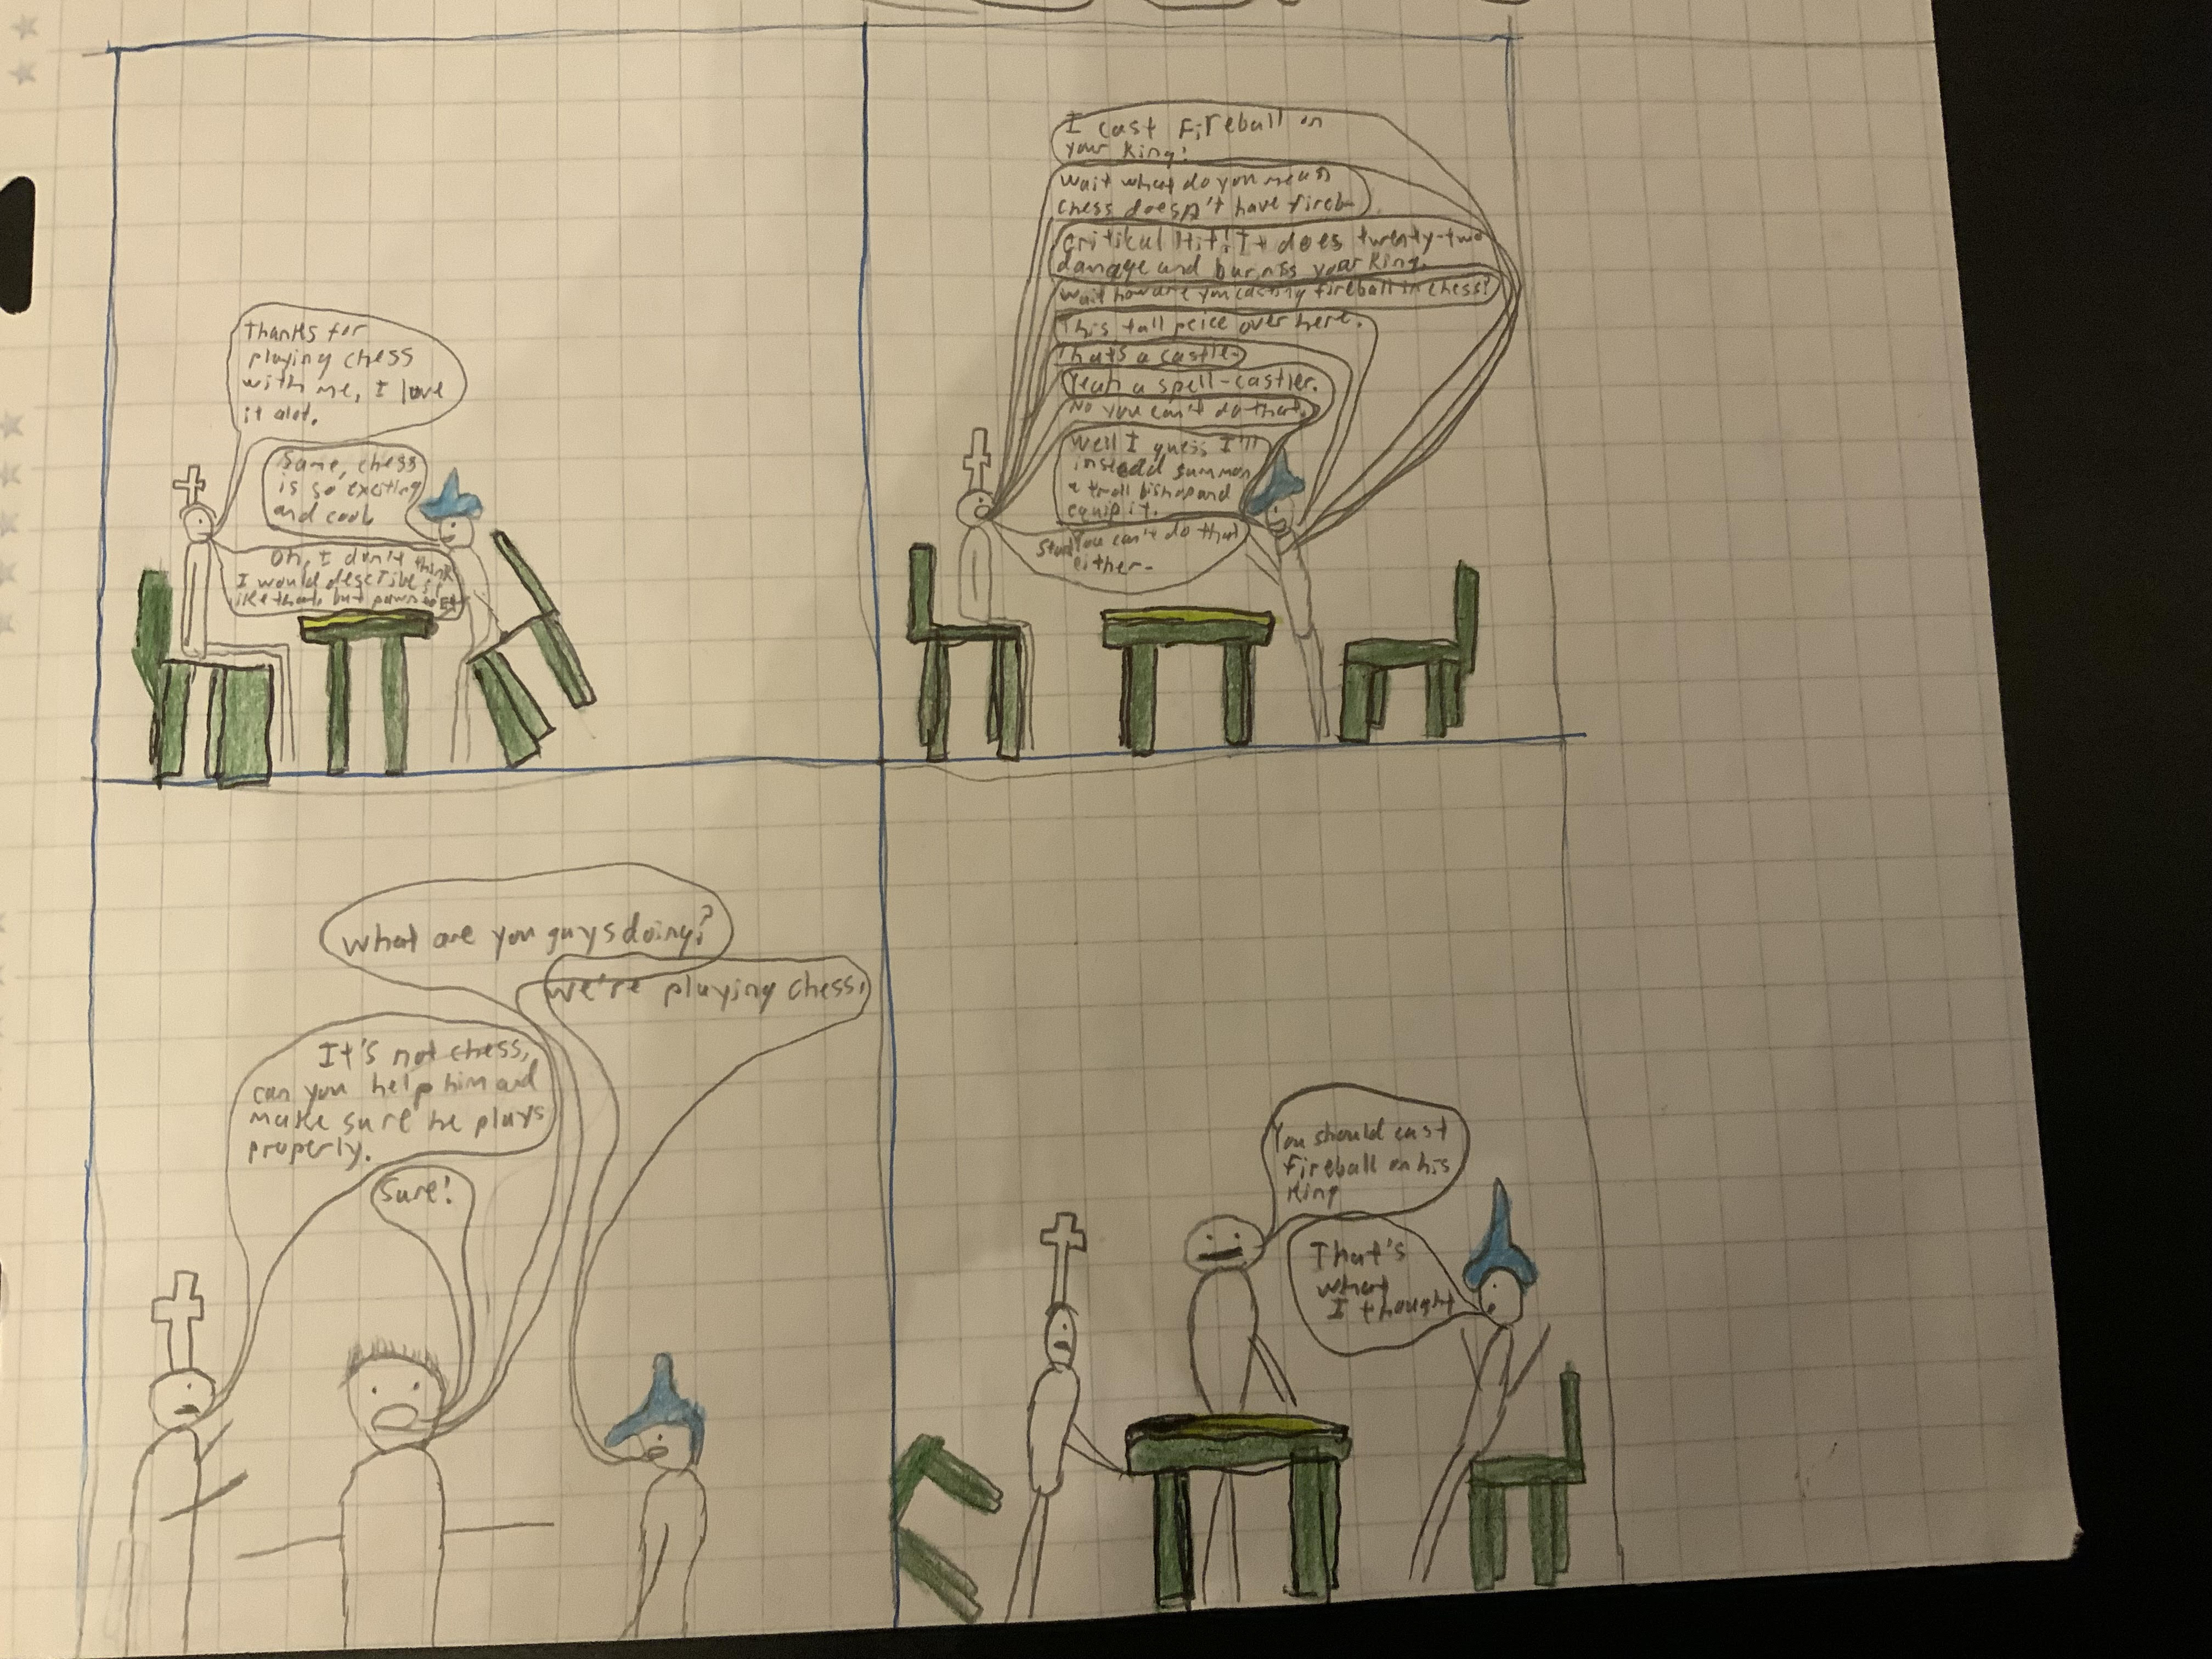 Thanks for
playing chess
with me, I love
it alot.
Same, chess
is so exciting
and cool.
Oh, I don't think
I would describe it
like that, but pawn to
I cast Fireball on
your King!
Wait what do you mean
chess doesn't have fireb-
Critikul Hit! It does twenty-two
damage and burnss your King.
Wait how are you casting fireball in chess?
This tall peice over here.
That's a castle-
Yeah a spell-castler.
No you can't do that.
Well I guess I'll
instead summon
a troll bishop and
equip it.
You can't do that
either-
What are you guys doing?
We're playing chess.
It's not chess,
can you help him and
make sure he plays
properly.
Sure!
You should cast
fireball on his
King
That's
what
I thought